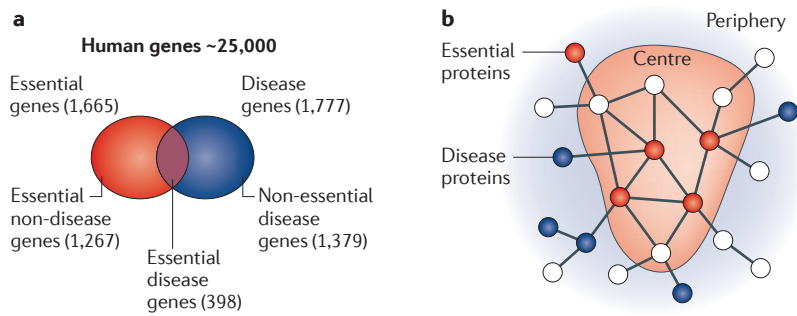 a
Human genes ~25,000
Essential
genes (1,665)
Disease
genes (1,777)
Essential
non-disease
genes (1,267)
Non-essential
disease
genes (1,379)
Essential
disease
genes (398)
b
Periphery
Essential
proteins
Centre
Disease
proteins